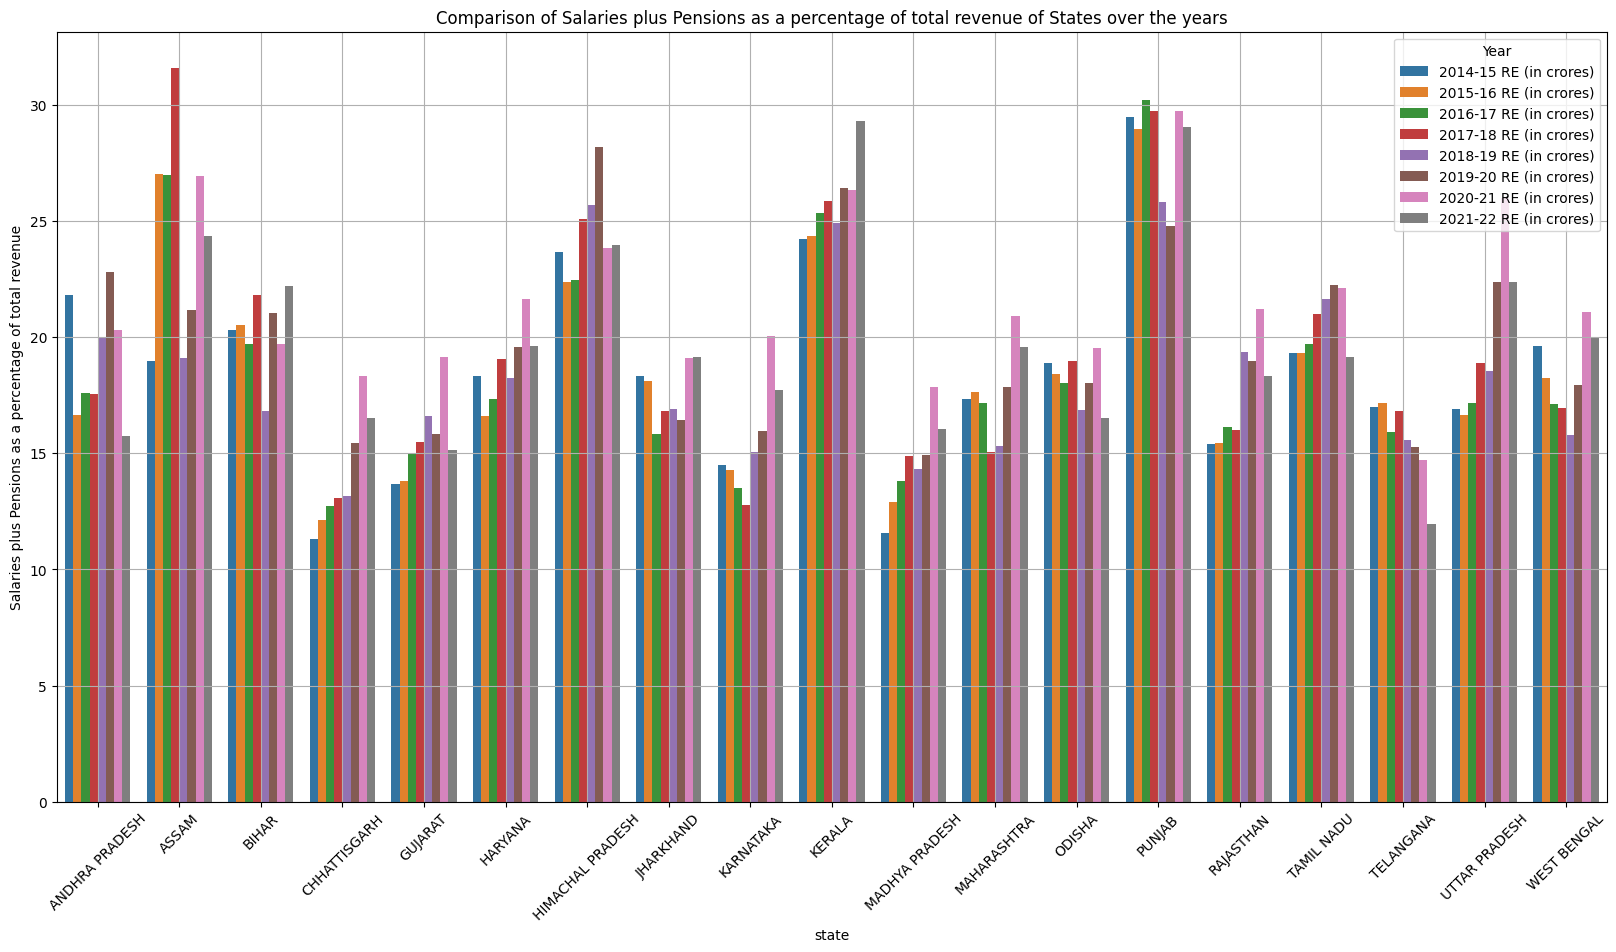 Comparison of Salaries plus Pensions as a percentage of total revenue of States over the years
Year
2014-15 RE (in crores)
2015-16 RE (in crores)
2016-17 RE (in crores)
2017-18 RE (in crores)
2018-19 RE (in crores)
2019-20 RE (in crores)
2020-21 RE (in crores)
2021-22 RE (in crores)
Salaries plus Pensions as a percentage of total revenue
30
25
20
15
10
5
0
ANDHRA PRADESH
ASSAM
BIHAR
CHHATTISGARH
GUJARAT
HARYANA
HIMACHAL PRADESH
JHARKHAND
KARNATAKA
KERALA
MADHYA PRADESH
MAHARASHTRA
ODISHA
PUNJAB
RAJASTHAN
TAMIL NADU
TELANGANA
UTTAR PRADESH
WEST BENGAL
state